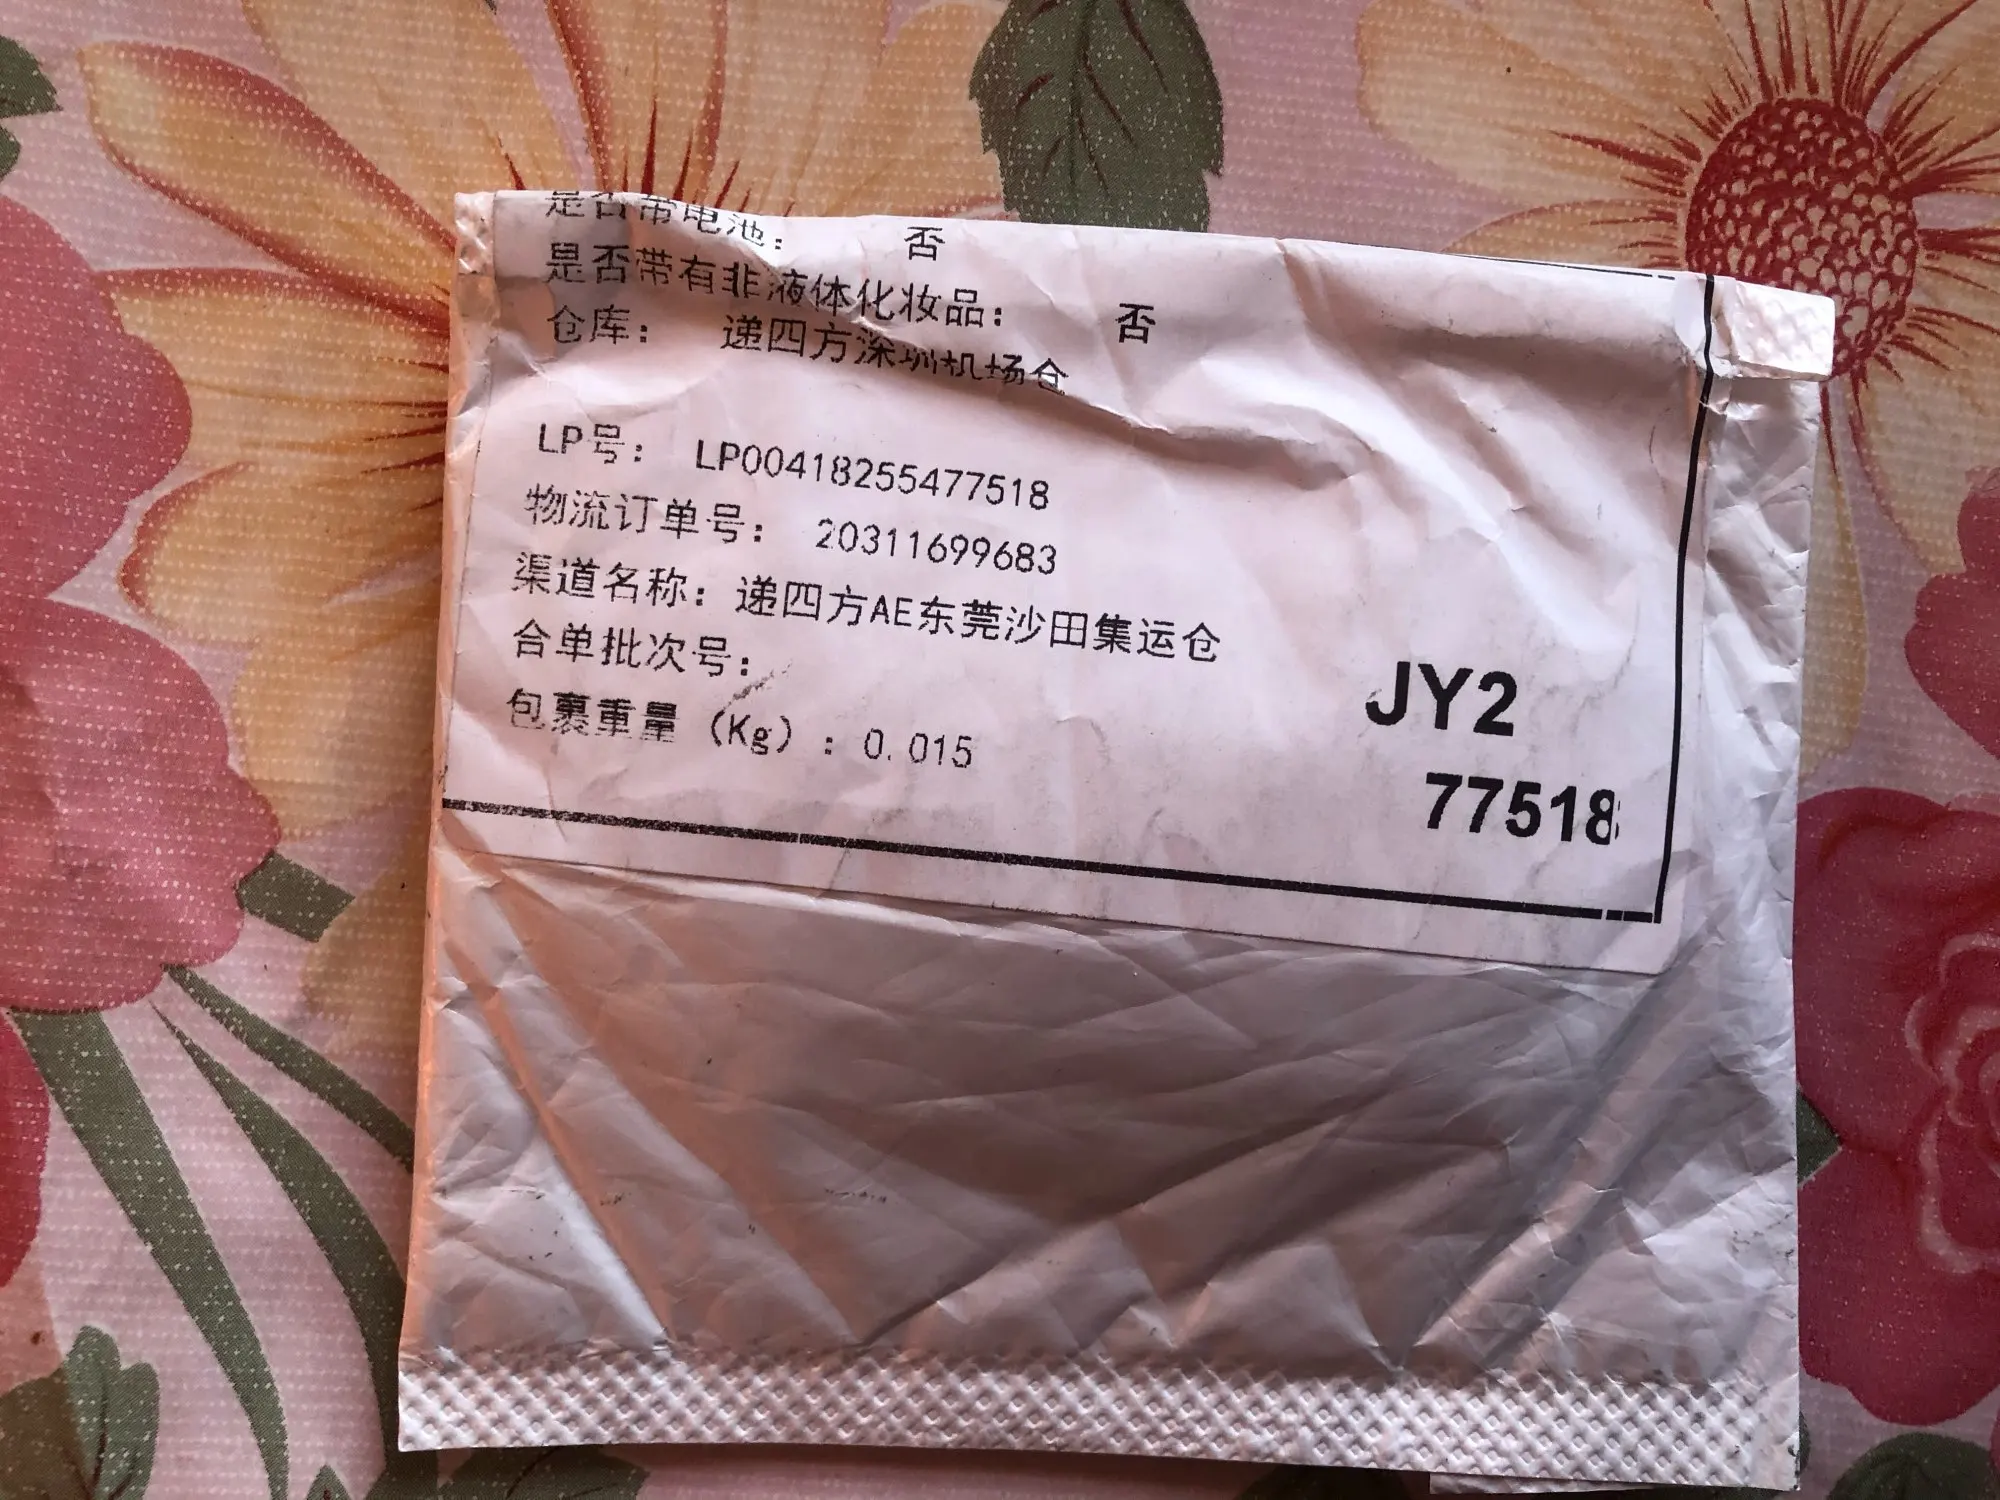 是否带电池: 否
是否带有非液体化妆品: 否
仓库: 递四方深圳机场仓
LP号: LP00418255477518
物流订单号: 20311699683
渠道名称: 递四方AE东莞沙田集运仓
合单批次号:
包裹重量 (Kg) : 0.015
JY2
77518